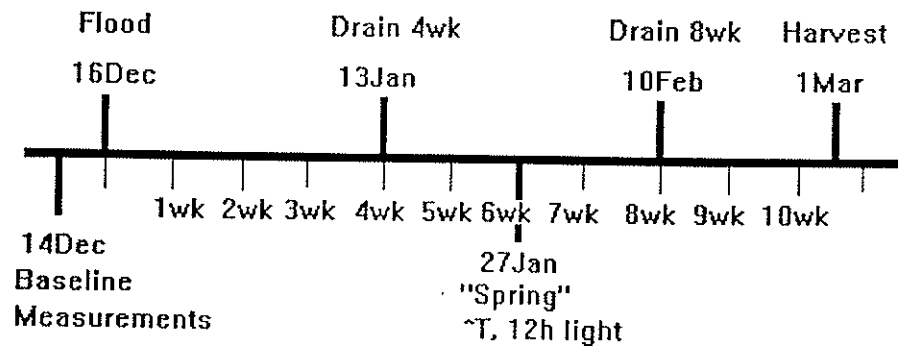 Flood
16Dec
Drain 4wk
13Jan
Drain 8wk
10Feb
Harvest
1Mar
1wk 2wk 3wk 4wk 5wk 6wk 7wk 8wk 9wk 10wk
14Dec
Baseline
Measurements
27Jan
"Spring"
^T, 12h light